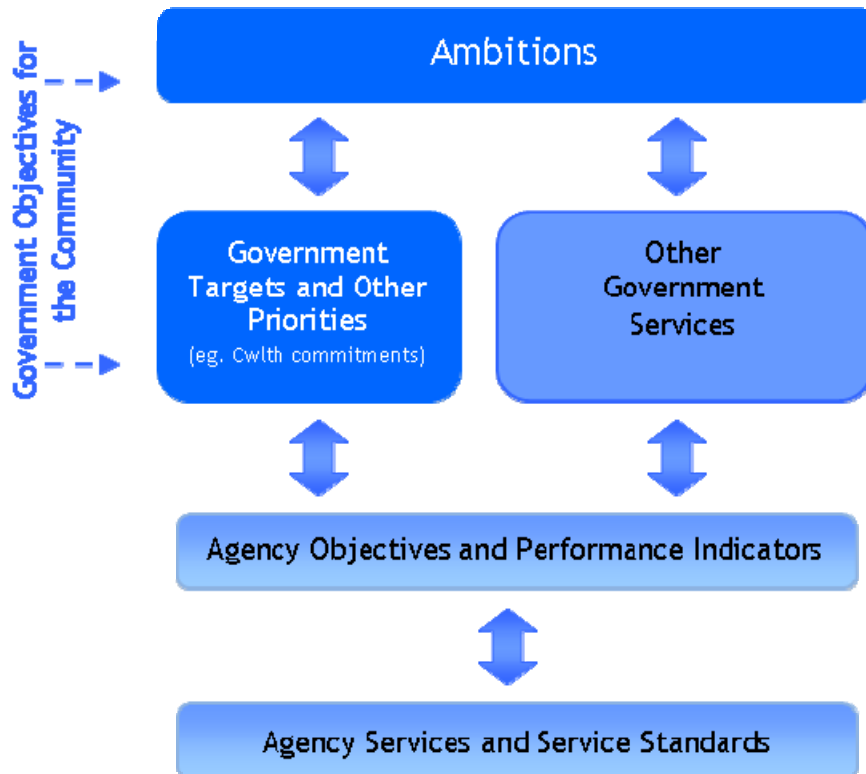 Government Objectives for
the Community
Ambitions
Government
Targets and Other
Priorities
(eg. Cwlth commitments)
Other
Government
Services
Agency Objectives and Performance Indicators
Agency Services and Service Standards